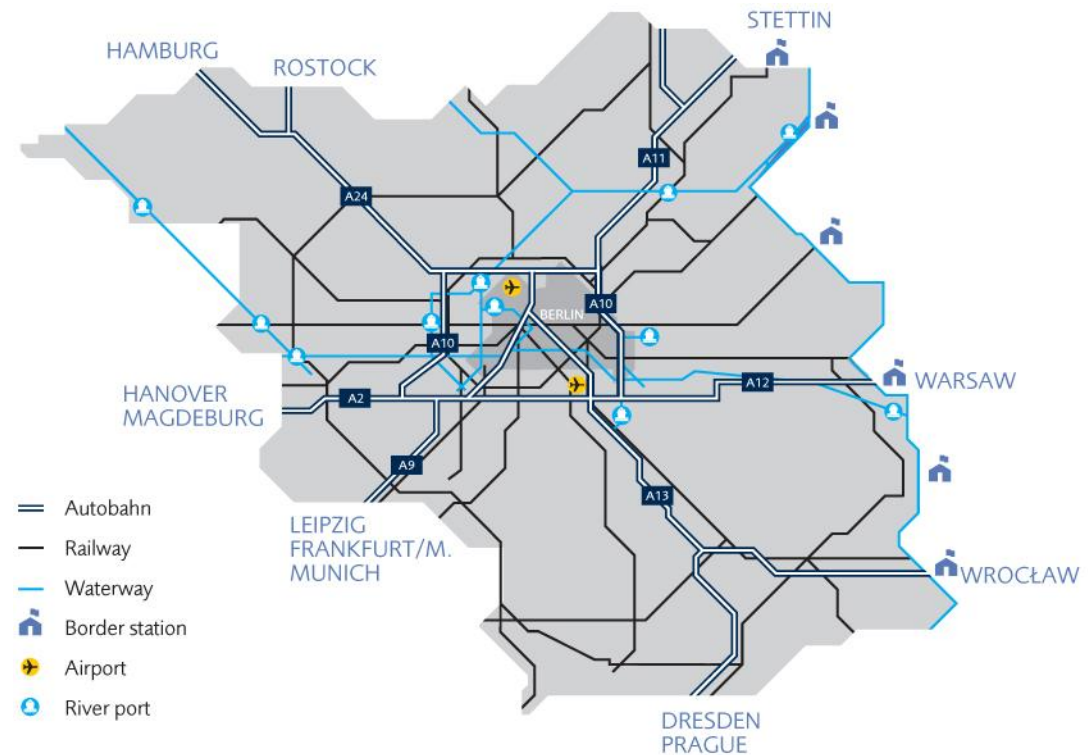 STETTIN
HAMBURG
ROSTOCK
A11
A24
A10
BERLIN
A10
HANOVER
MAGDEBURG
A2
A12
WARSAW
A9
A13
LEIPZIG
FRANKFURT/M.
MUNICH
WROCŁAW
DRESDEN
PRAGUE
Autobahn
Railway
Waterway
Border station
Airport
River port